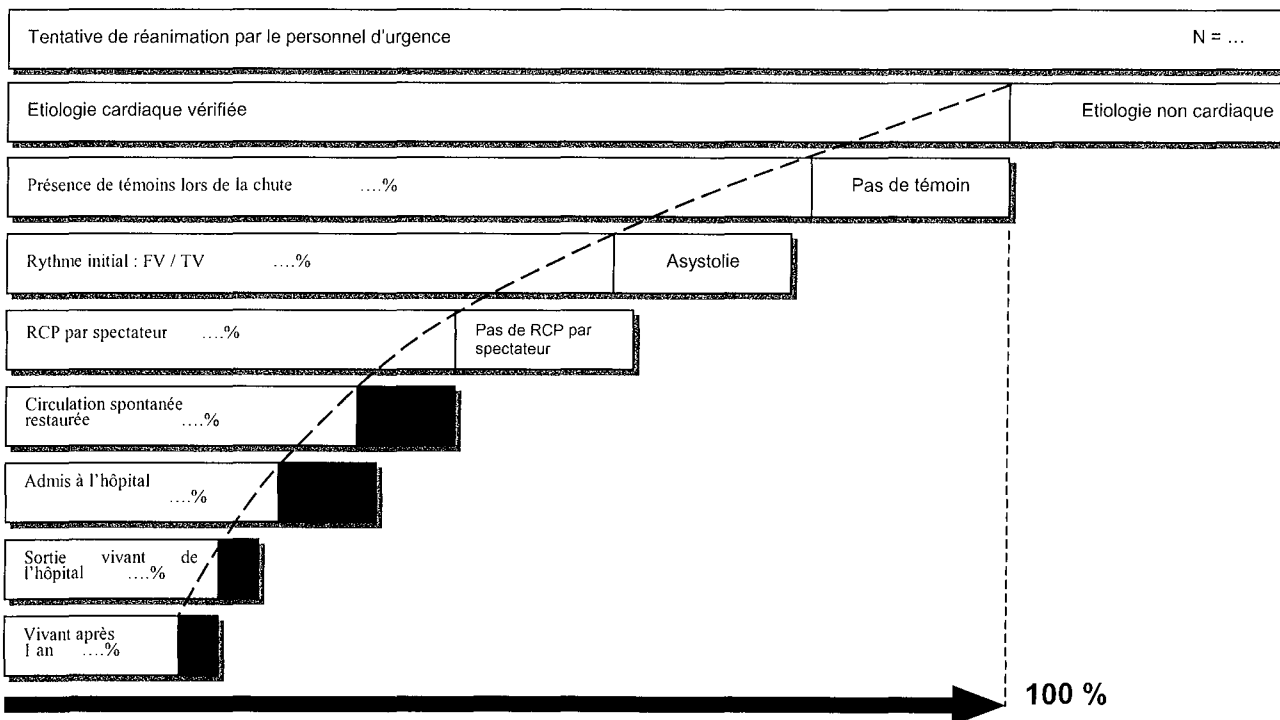 Tentative de réanimation par le personnel d'urgence N = ...
Etiologie cardiaque vérifiée Etiologie non cardiaque
Présence de témoins lors de la chute ....% Pas de témoin
Rythme initial : FV / TV ....% Asystolie
RCP par spectateur ....% Pas de RCP par
spectateur
Circulation spontanée
restaurée ....%
Admis à l'hôpital
....%
Sortie vivant de
l'hôpital ....%
Vivant après
1 an ....%
100 %